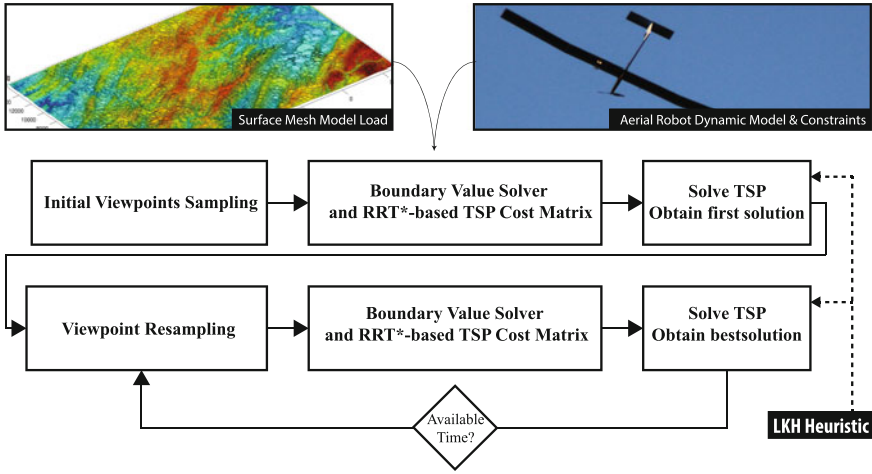 Surface Mesh Model Load
Aerial Robot Dynamic Model & Constraints
Initial Viewpoints Sampling
Boundary Value Solver
and RRT*-based TSP Cost Matrix
Solve TSP
Obtain first solution
Viewpoint Resampling
Boundary Value Solver
and RRT*-based TSP Cost Matrix
Solve TSP
Obtain bestsolution
Available
Time?
LKH Heuristic